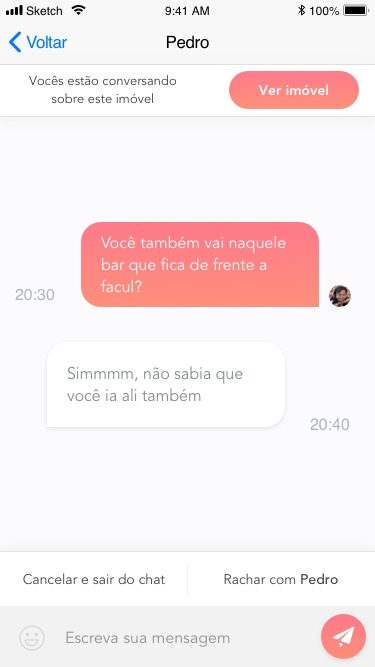 Sketch 9:41 AM 100%
Voltar Pedro
Vocês estão conversando
sobre este imóvel
Ver imóvel
Você também vai naquele
bar que fica de frente a
facul?
20:30
Simmmm, não sabia que
você ia ali também
20:40
Cancelar e sair do chat
Rachar com Pedro
Escreva sua mensagem